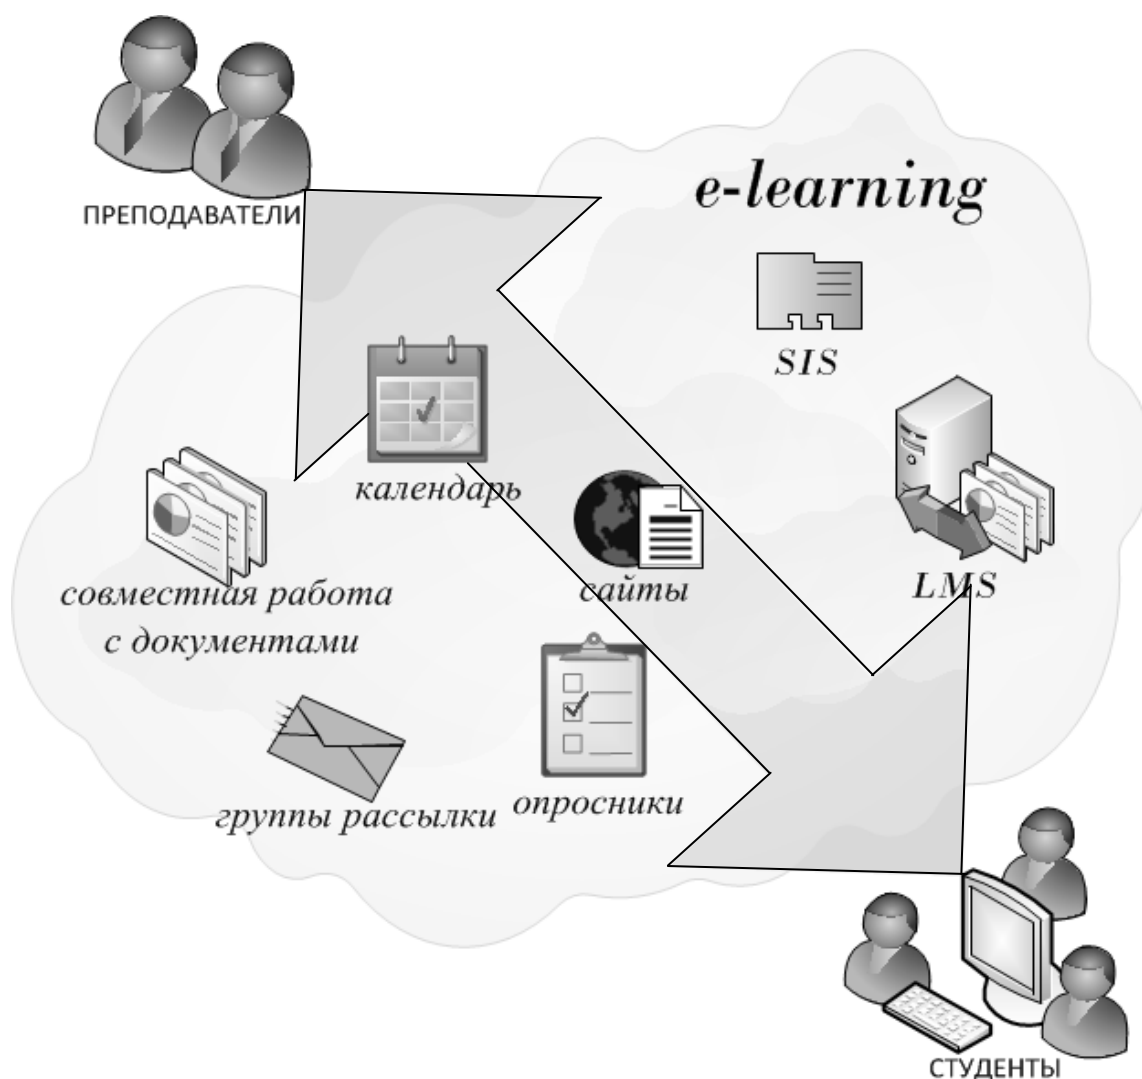 ПРЕПОДАВАТЕЛИ
e-learning
SIS
календарь
сайты
LMS
совместная работа
с документами
группы рассылки
опросники
СТУДЕНТЫ